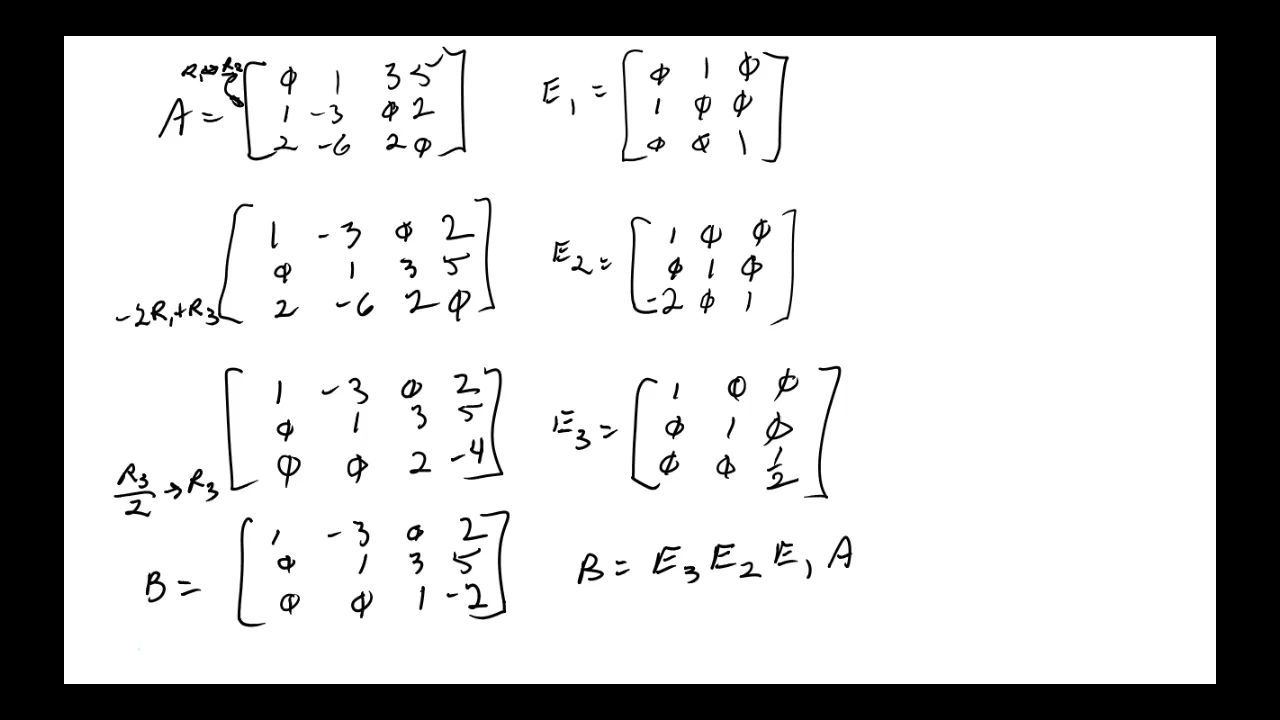 R₁↔R₂
A = [ 0 1 3 5 E₁ = [ 0 1 0 ]
1 -3 0 2 1 0 0
2 -6 2 0 ] 0 0 1
[ 1 -3 0 2 ] E₂ = [ 1 0 0 ]
0 1 3 5 0 1 0
-2R₁+R₃ 2 -6 2 0 -2 0 1
[ 1 -3 0 2 ] E₃ = [ 1 0 0 ]
0 1 3 5 0 1 0
R₃/2 → R₃ 0 0 2 -4 0 0 1/2
B = [ 1 -3 0 2 ] B = E₃ E₂ E₁ A
0 1 3 5
0 0 1 -2